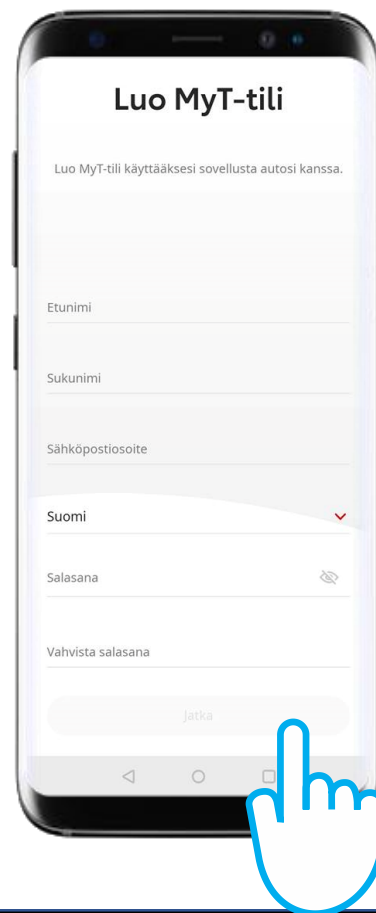 Luo MyT-tili
Luo MyT-tili käyttääksesi sovellusta autosi kanssa.
Etunimi
Sukunimi
Sähköpostiosoite
Suomi
Salasana
Vahvista salasana
Jatka